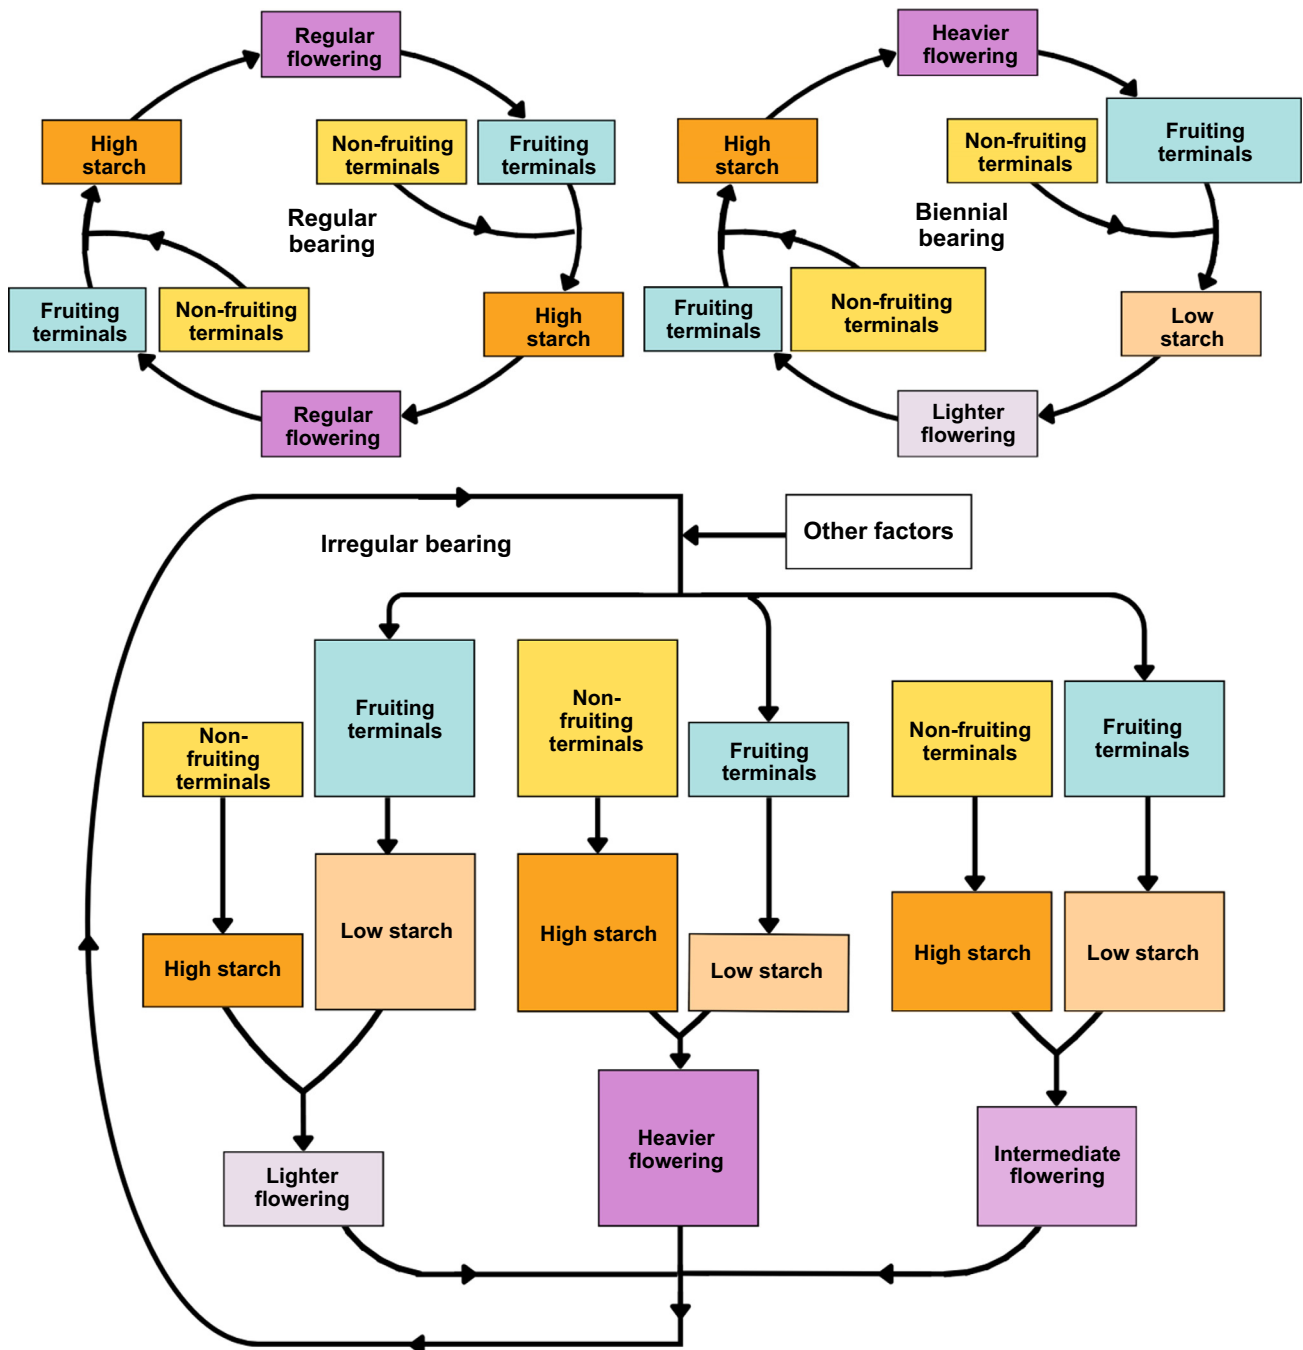 Regular
flowering
High
starch
Non-fruiting
terminals
Fruiting
terminals
Regular
bearing
Fruiting
terminals
Non-fruiting
terminals
High
starch
Regular
flowering
Heavier
flowering
High
starch
Non-fruiting
terminals
Fruiting
terminals
Biennial
bearing
Fruiting
terminals
Non-fruiting
terminals
Low
starch
Lighter
flowering
Irregular bearing
Other factors
Non-
fruiting
terminals
Fruiting
terminals
Non-
fruiting
terminals
Fruiting
terminals
Non-fruiting
terminals
Fruiting
terminals
High starch
Low starch
High starch
Low starch
High starch
Low starch
Lighter
flowering
Heavier
flowering
Intermediate
flowering